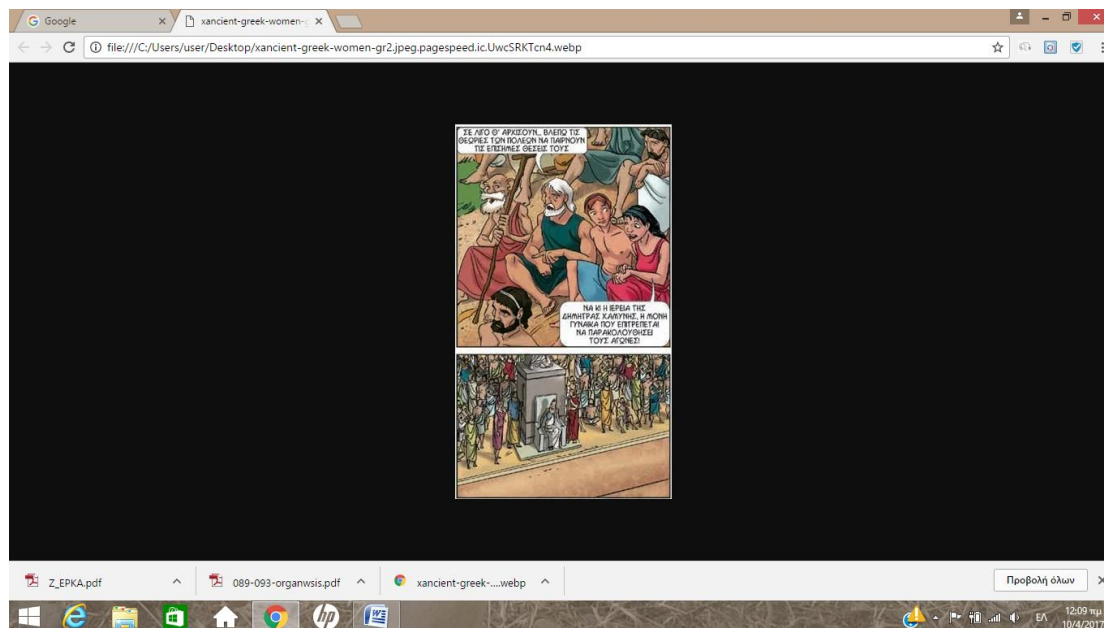 Google
xancient-greek-women-g
file:///C:/Users/user/Desktop/xancient-greek-women-gr2.jpeg.pagespeed.ic.UwcSRKTcn4.webp
ΣΕ ΛΙΓΟ Θ' ΑΡΧΙΣΟΥΝ... ΒΛΕΠΩ ΤΙΣ
ΘΕΩΡΙΕΣ ΤΩΝ ΠΟΛΕΩΝ ΝΑ ΠΑΙΡΝΟΥΝ
ΤΙΣ ΕΠΙΣΗΜΕΣ ΘΕΣΕΙΣ ΤΟΥΣ
ΝΑ ΚΙ Η ΙΕΡΕΙΑ ΤΗΣ
ΔΗΜΗΤΡΑΣ ΧΑΜΥΝΗΣ, Η ΜΟΝΗ
ΓΥΝΑΙΚΑ ΠΟΥ ΕΠΙΤΡΕΠΕΤΑΙ
ΝΑ ΠΑΡΑΚΟΛΟΥΘΗΣΕΙ
ΤΟΥΣ ΑΓΩΝΕΣ!
Z_EPKA.pdf
089-093-organwsis.pdf
xancient-greek-....webp
Προβολή όλων
hp
ΕΛ
12:09 πμ
10/4/2017